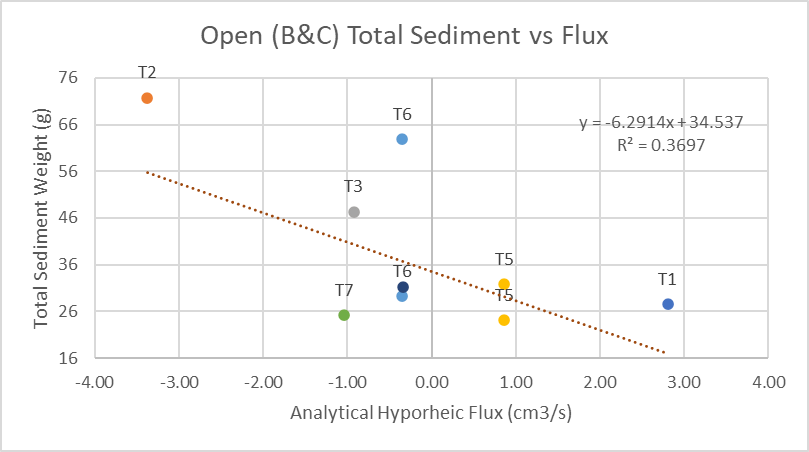 Open (B&C) Total Sediment vs Flux
76
66
56
46
36
26
16
Total Sediment Weight (g)
T2
T6
y = -6.2914x + 34.537
R² = 0.3697
T3
T5
T6
T1
T7
T5
-4.00 -3.00 -2.00 -1.00 0.00 1.00 2.00 3.00 4.00
Analytical Hyporheic Flux (cm3/s)